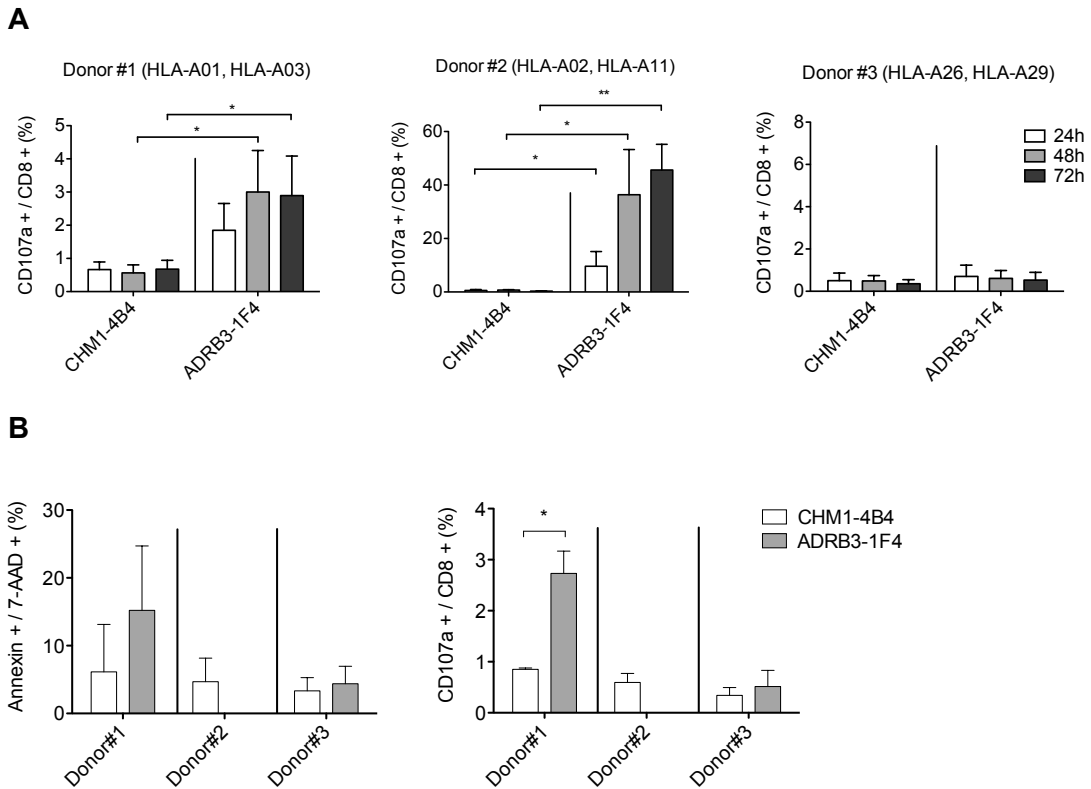 A
Donor #1 (HLA-A01, HLA-A03)
Donor #2 (HLA-A02, HLA-A11)
Donor #3 (HLA-A26, HLA-A29)
CD107a + / CD8 + (%)
5
4
3
2
1
0
*
*
CHM1-4B4
ADRB3-1F4
CD107a + / CD8 + (%)
60
40
20
0
*
*
**
CHM1-4B4
ADRB3-1F4
CD107a + / CD8 + (%)
8
6
4
2
0
CHM1-4B4
ADRB3-1F4
24h
48h
72h
B
Annexin + / 7-AAD + (%)
30
20
10
0
Donor#1
Donor#2
Donor#3
CD107a + / CD8 + (%)
4
3
2
1
0
*
Donor#1
Donor#2
Donor#3
CHM1-4B4
ADRB3-1F4